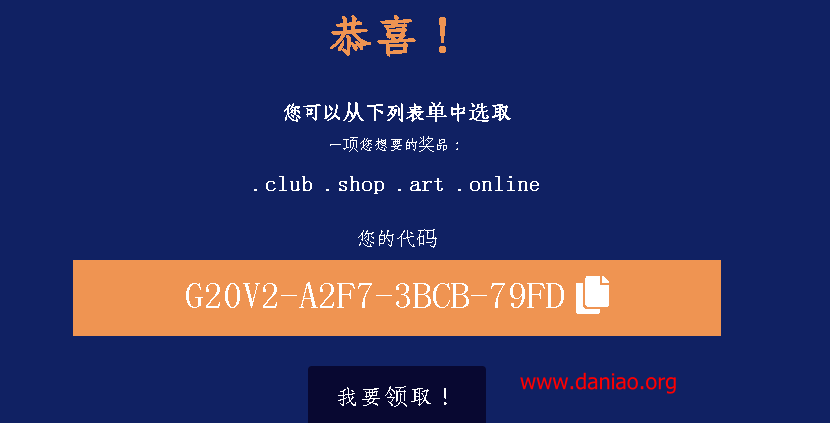 恭喜！
您可以从下列表单中选取
一项您想要的奖品：
.club .shop .art .online
您的代码
G20V2-A2F7-3BCB-79FD
我要领取！
www.daniao.org